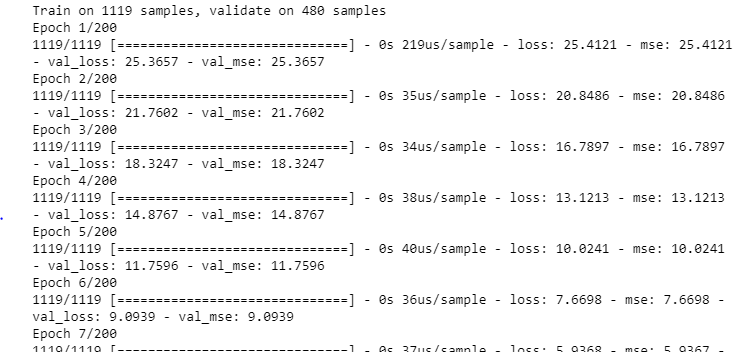 Train on 1119 samples, validate on 480 samples
Epoch 1/200
1119/1119 [==============================] - 0s 219us/sample - loss: 25.4121 - mse: 25.4121
- val_loss: 25.3657 - val_mse: 25.3657
Epoch 2/200
1119/1119 [==============================] - 0s 35us/sample - loss: 20.8486 - mse: 20.8486
- val_loss: 21.7602 - val_mse: 21.7602
Epoch 3/200
1119/1119 [==============================] - 0s 34us/sample - loss: 16.7897 - mse: 16.7897
- val_loss: 18.3247 - val_mse: 18.3247
Epoch 4/200
1119/1119 [==============================] - 0s 38us/sample - loss: 13.1213 - mse: 13.1213
- val_loss: 14.8767 - val_mse: 14.8767
Epoch 5/200
1119/1119 [==============================] - 0s 40us/sample - loss: 10.0241 - mse: 10.0241
- val_loss: 11.7596 - val_mse: 11.7596
Epoch 6/200
1119/1119 [==============================] - 0s 36us/sample - loss: 7.6698 - mse: 7.6698 -
val_loss: 9.0939 - val_mse: 9.0939
Epoch 7/200
1119/1119 [==============================] - 0s 37us/sample - loss: 5.9368 - mse: 5.9367 -